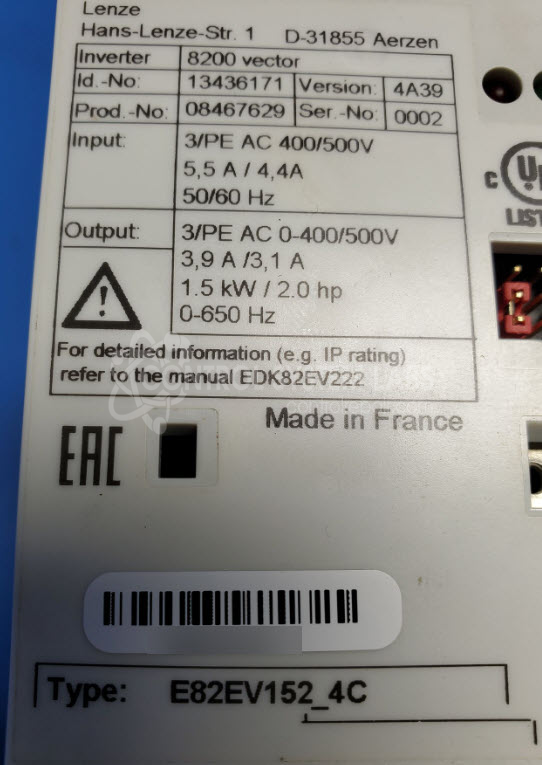 Lenze
Hans-Lenze-Str. 1 D-31855 Aerzen
Inverter 8200 vector
Id.-No: 13436171 Version: 4A39
Prod.-No: 08467629 Ser.-No: 0002
Input: 3/PE AC 400/500V
5,5 A / 4,4A
50/60 Hz
Output: 3/PE AC 0-400/500V
3,9 A /3,1 A
1.5 kW / 2.0 hp
0-650 Hz
For detailed information (e.g. IP rating)
refer to the manual EDK82EV222
Made in France
EAC
C UL
LIST
Type: E82EV152_4C